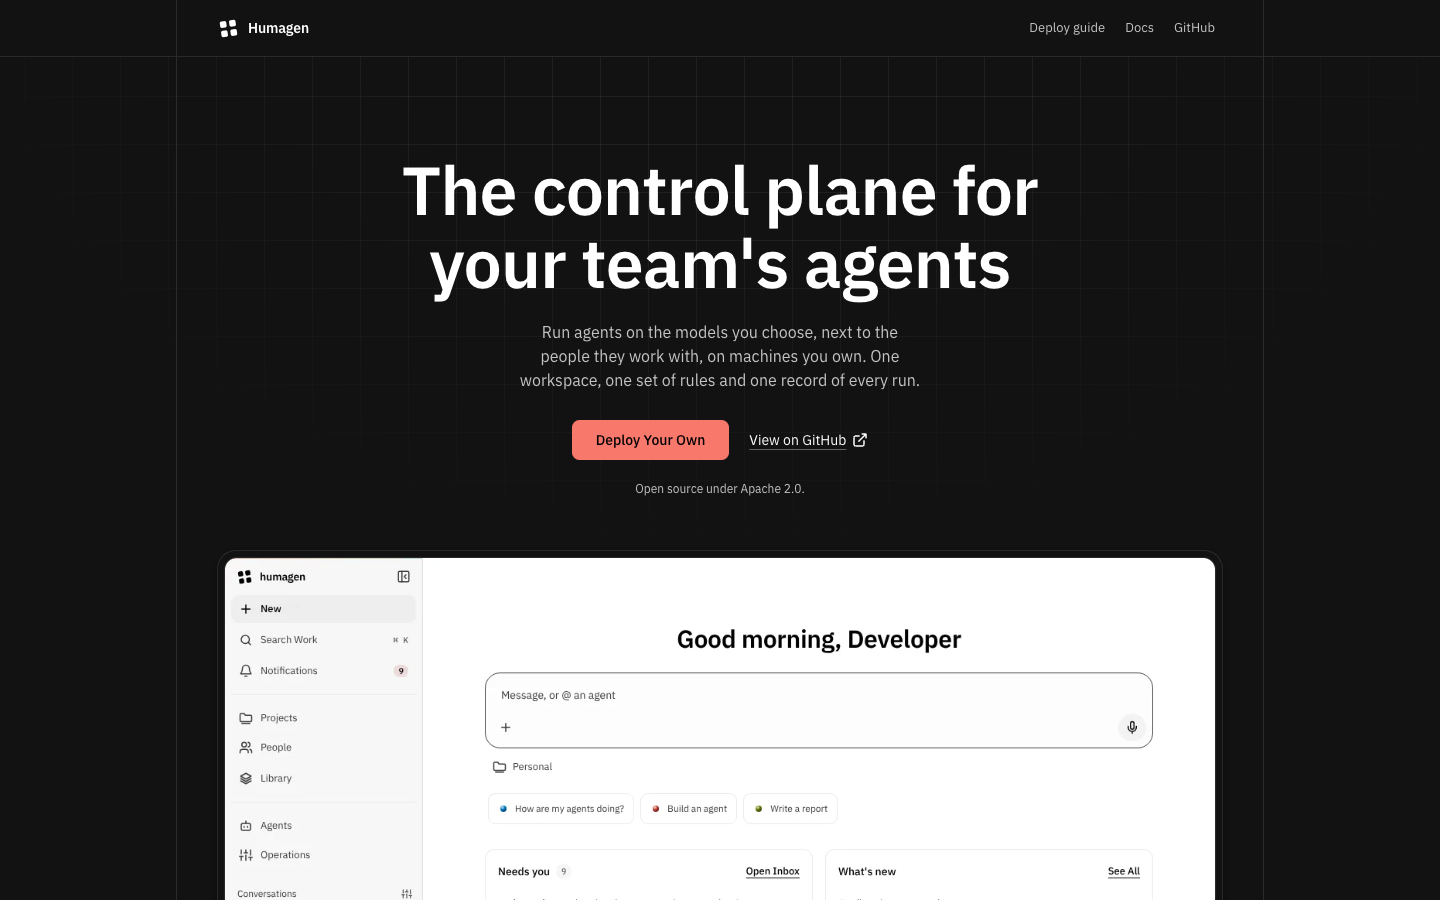 Humagen
Deploy guide
Docs
GitHub
The control plane for
your team's agents
Run agents on the models you choose, next to the
people they work with, on machines you own. One
workspace, one set of rules and one record of every run.
Deploy Your Own
View on GitHub
Open source under Apache 2.0.
humagen
New
Search Work
⌘ K
Notifications
9
Projects
People
Library
Agents
Operations
Conversations
Good morning, Developer
Message, or @ an agent
Personal
How are my agents doing?
Build an agent
Write a report
Needs you 9
Open Inbox
What's new
See All